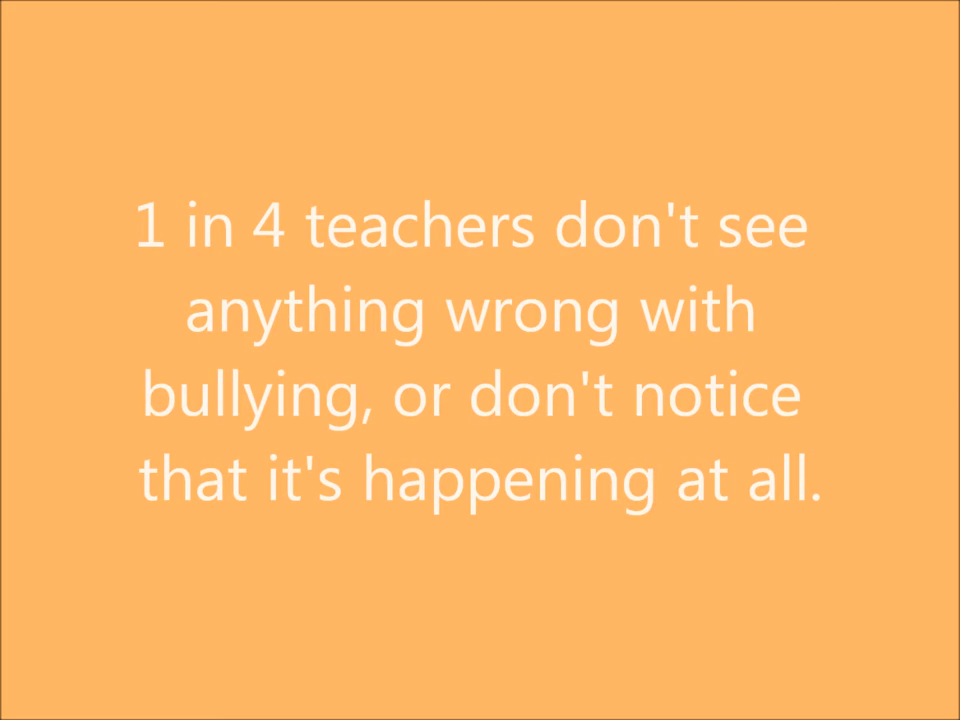 1 in 4 teachers don't see
anything wrong with
bullying, or don't notice
that it's happening at all.